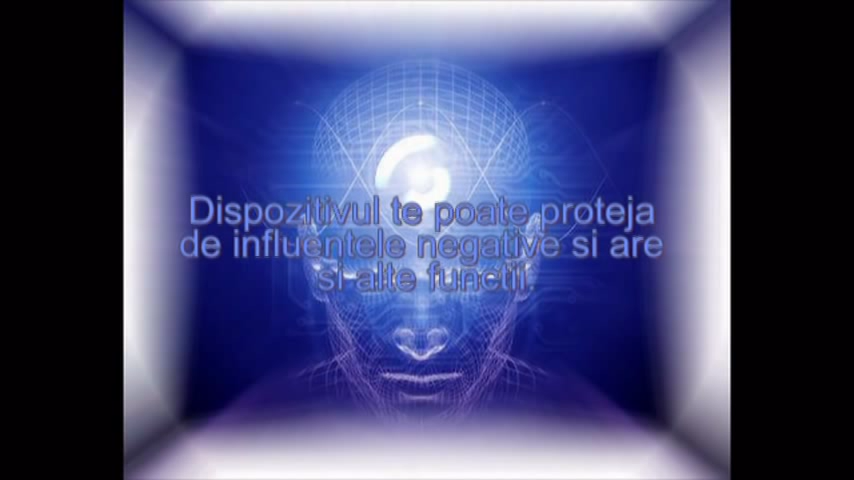 Dispozitivul te poate proteja
de influentele negative si are
si alte functii.